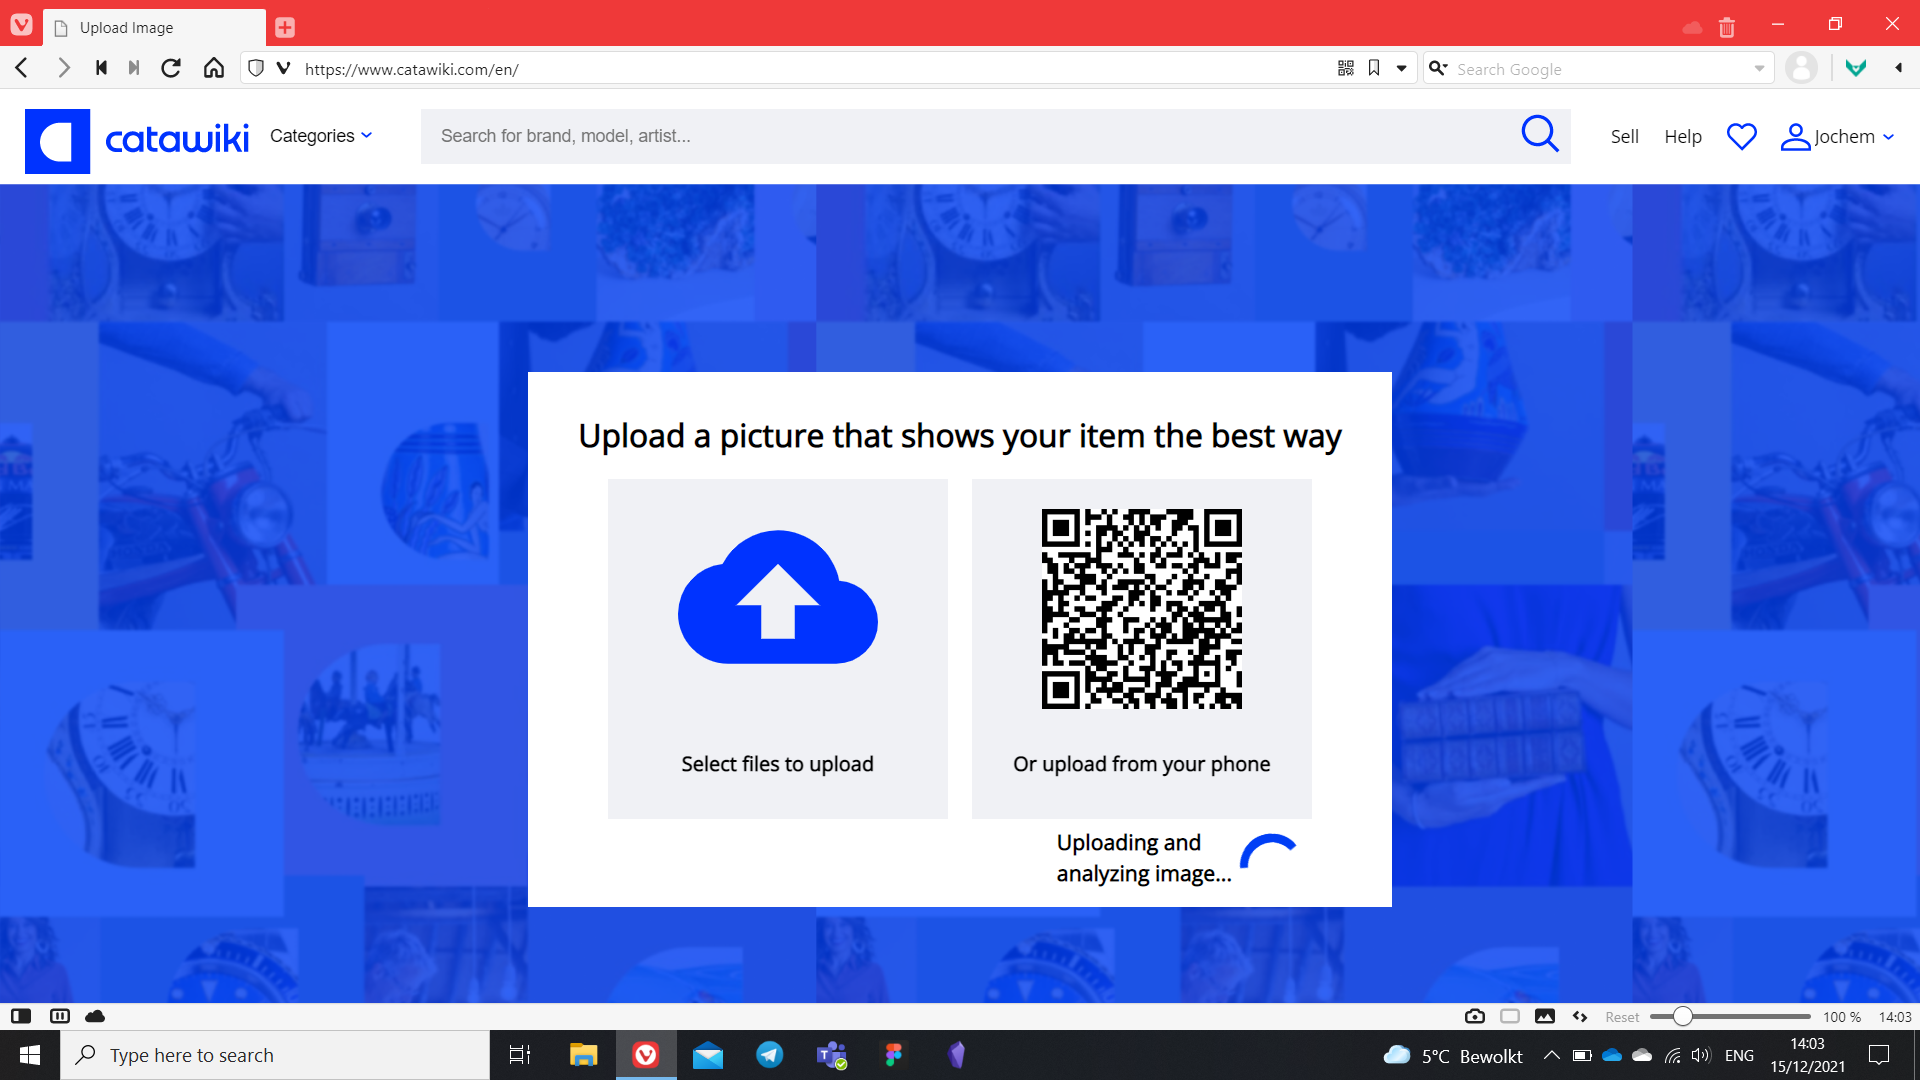 Upload Image
https://www.catawiki.com/en/
Search Google
catawiki
Categories
Search for brand, model, artist...
Sell
Help
Jochem
Upload a picture that shows your item the best way
Select files to upload
Or upload from your phone
Uploading and
analyzing image...
Reset
100 %
14:03
Type here to search
5°C Bewolkt
ENG
14:03
15/12/2021